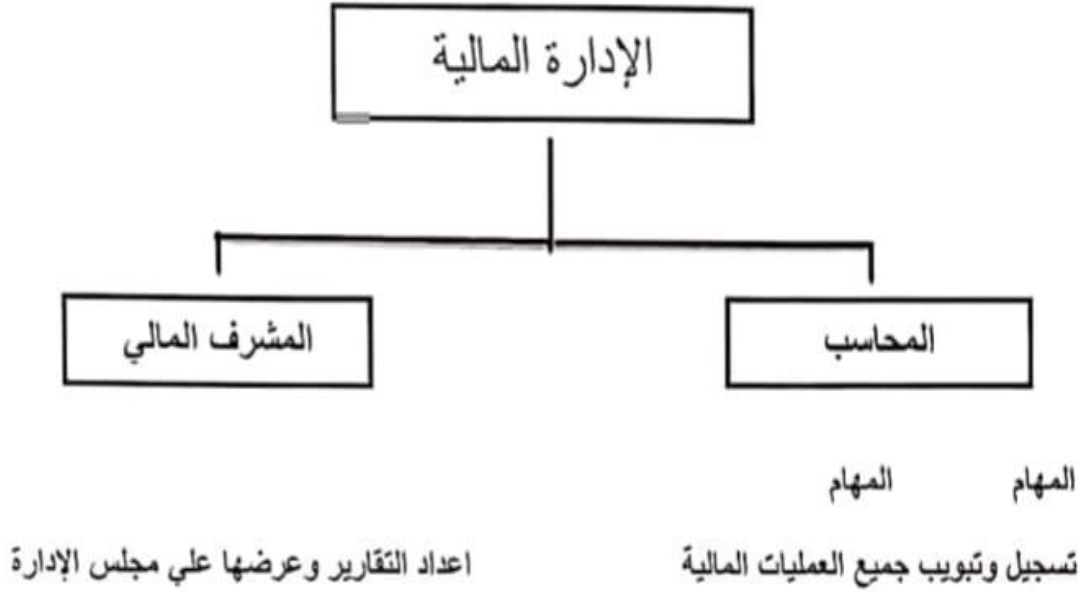 الإدارة المالية
المحاسب
المشرف المالي
المهام
المهام
تسجيل وتبويب جميع العمليات المالية
اعداد التقارير وعرضها علي مجلس الإدارة